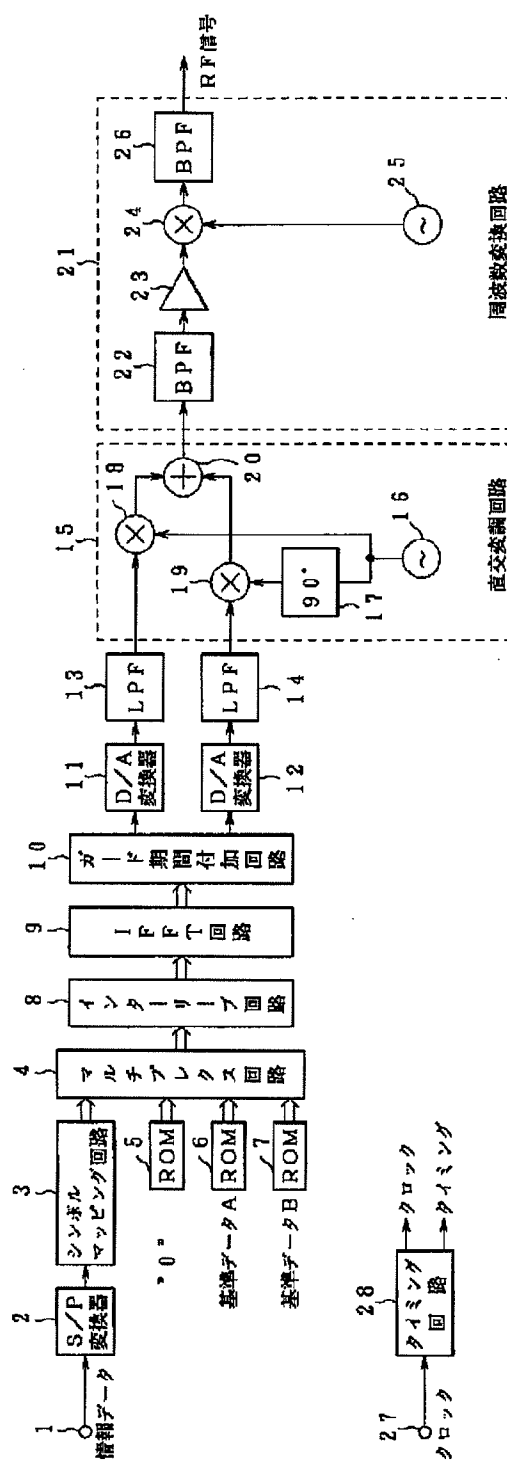 1
情報データ
2
S/P
変換器
3
シンボル
マッピング回路
4
マルチプレクス回路
5
ROM
"0"
6
ROM
基準データA
7
ROM
基準データB
8
インターリーブ回路
9
IFFT回路
10
ガード期間付加回路
11
D/A
変換器
12
D/A
変換器
13
LPF
14
LPF
15
直交変調回路
16
17
90°
18
19
20
21
周波数変換回路
22
BPF
23
24
25
26
BPF
RF信号
27
クロック
28
タイミング
回路
クロック
タイミング